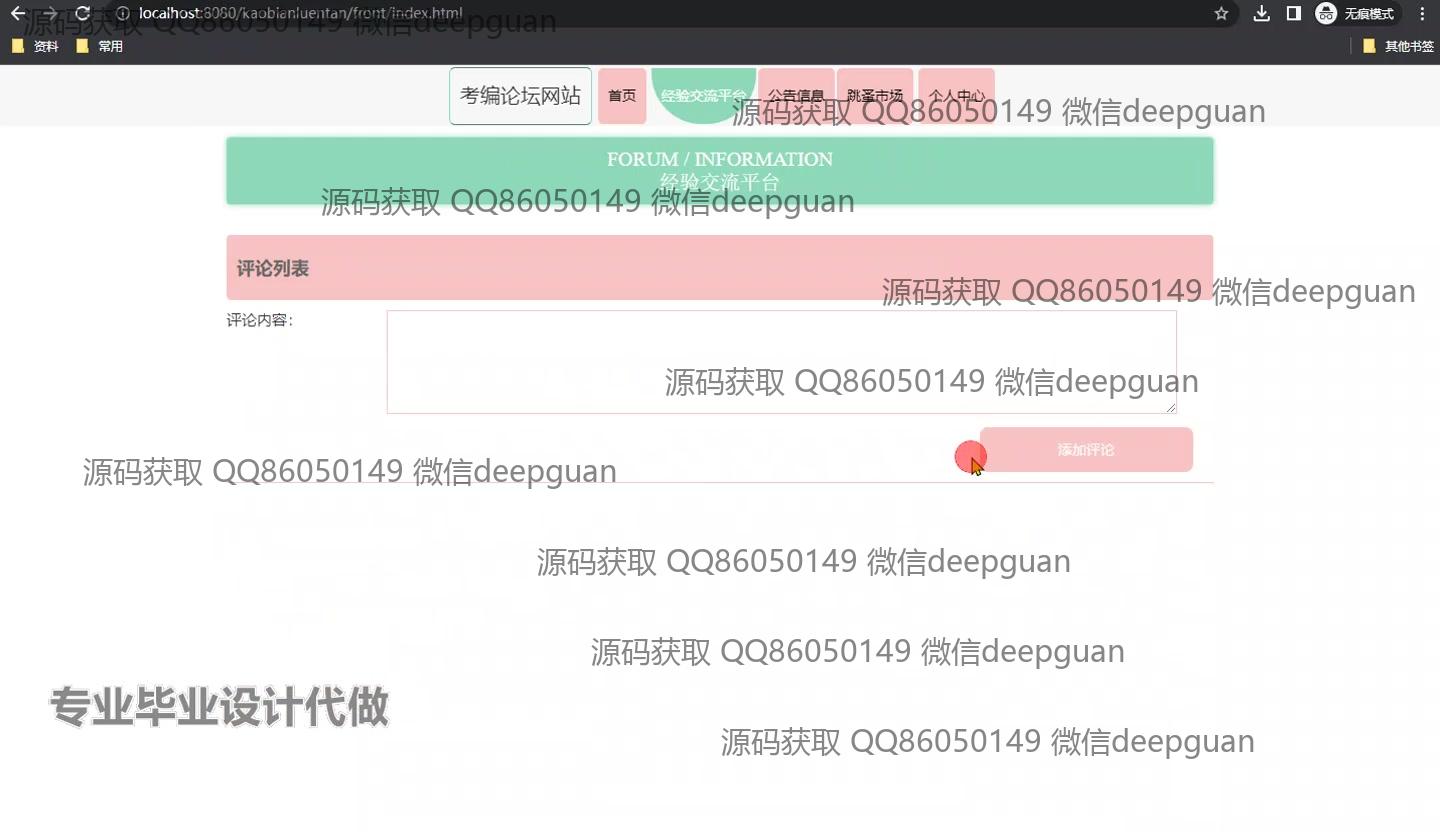 localhost:8080/kaobianluentan/front/index.html
无痕模式
源码获取 QQ86050149 微信deepguan
资料 常用 其他书签
考编论坛网站 首页 经验交流平台 公告信息 跳蚤市场 个人中心
源码获取 QQ86050149 微信deepguan
FORUM / INFORMATION
经验交流平台
源码获取 QQ86050149 微信deepguan
评论列表
源码获取 QQ86050149 微信deepguan
评论内容：
源码获取 QQ86050149 微信deepguan
添加评论
源码获取 QQ86050149 微信deepguan
源码获取 QQ86050149 微信deepguan
源码获取 QQ86050149 微信deepguan
专业毕业设计代做
源码获取 QQ86050149 微信deepguan